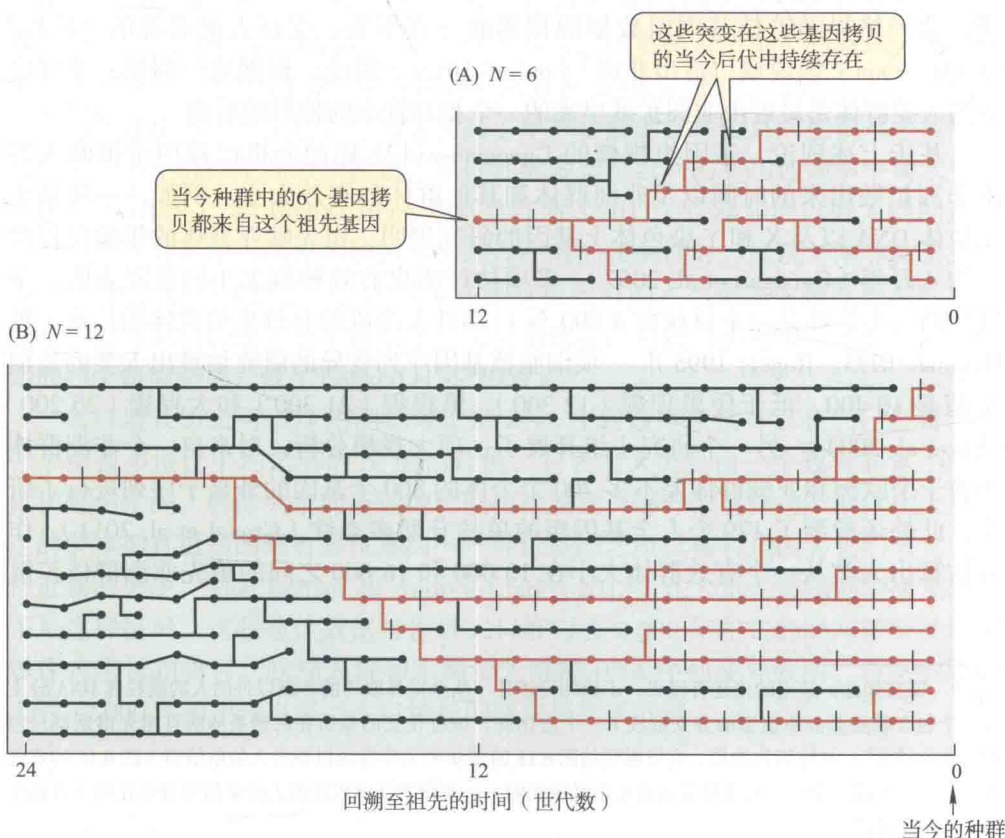 这些突变在这些基因拷贝
的当今后代中持续存在
(A) N=6
当今种群中的6个基因拷
贝都来自这个祖先基因
12
0
(B) N=12
24
12
0
回溯至祖先的时间（世代数）
当今的种群